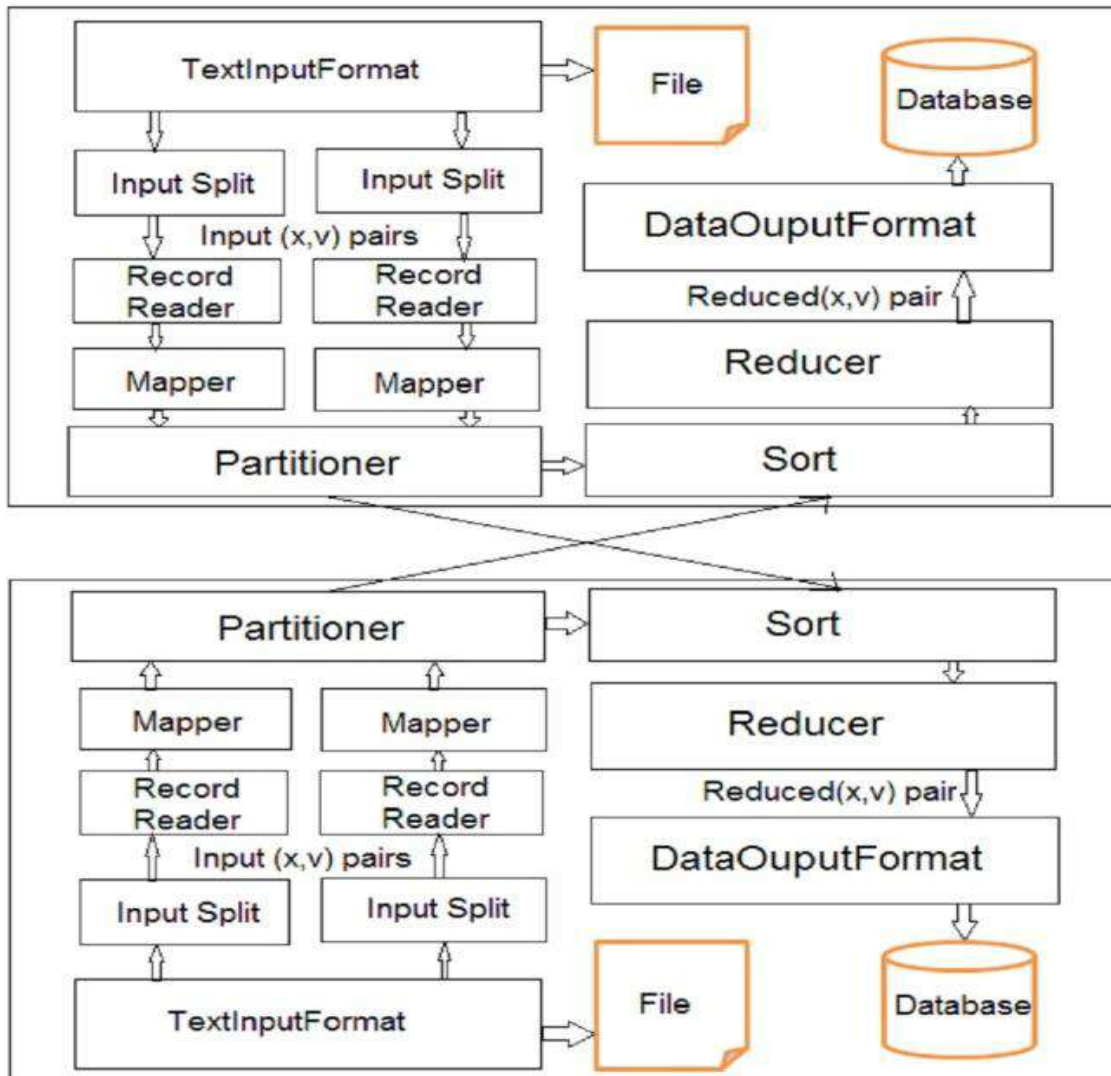 TextInputFormat
File
Database
Input Split
Input Split
Input (x,v) pairs
DataOuputFormat
Record
Reader
Record
Reader
Reduced(x,v) pair
Mapper
Mapper
Reducer
Partitioner
Sort
Partitioner
Sort
Mapper
Mapper
Reducer
Record
Reader
Record
Reader
Reduced(x,v) pair
Input (x,v) pairs
DataOuputFormat
Input Split
Input Split
TextInputFormat
File
Database